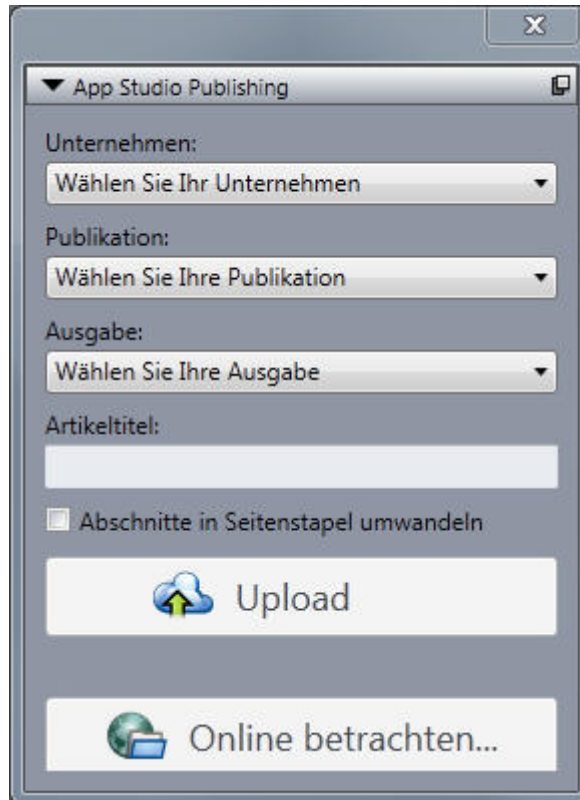 App Studio Publishing
Unternehmen:
Wählen Sie Ihr Unternehmen
Publikation:
Wählen Sie Ihre Publikation
Ausgabe:
Wählen Sie Ihre Ausgabe
Artikeltitel:
Abschnitte in Seitenstapel umwandeln
Upload
Online betrachten...